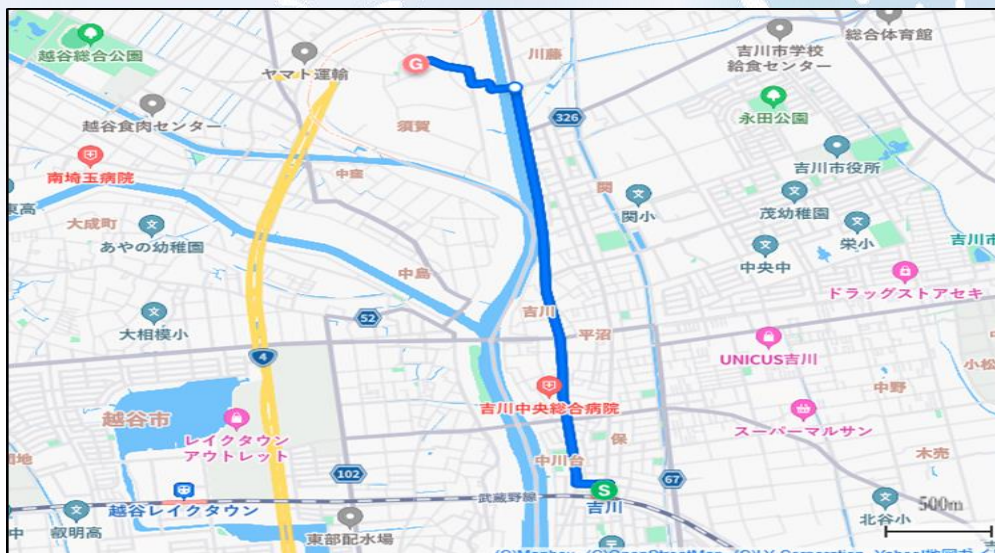 越谷総合公園
ヤマト運輸
G
川藤
吉川市学校
給食センター
総合体育館
越谷食肉センター
須賀
326
永田公園
南埼玉病院
吉川市役所
関
関小
茂幼稚園
大成町
あやの幼稚園
栄小
中央中
吉川市
中島
ドラッグストアセキ
52
吉川
平沼
大相模小
4
UNICUS吉川
小松
吉川中央総合病院
中野
越谷市
レイクタウン
アウトレット
スーパーマルサン
保
中川台
木売
102
67
越谷レイクタウン
武蔵野線
S
吉川
500m
叡明高
東部配水場
北谷小